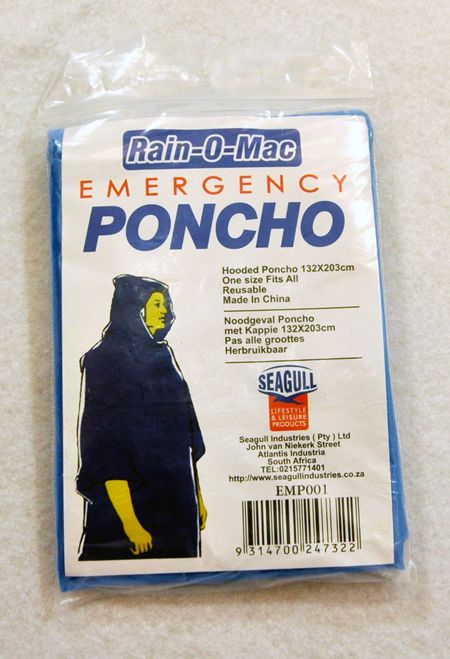 Rain-O-Mac
EMERGENCY
PONCHO
Hooded Poncho 132X203cm
One size Fits All
Reusable
Made In China
Noodgeval Poncho
met Kappie 132X203cm
Pas alle groottes
Herbruikbaar
SEAGULL
LIFESTYLE
& LEISURE
PRODUCTS
Seagull Industries ( Pty ) Ltd
John van Niekerk Street
Atlantis Industria
South Africa
TEL:0215771401
http://www.seagullindustries.co.za
EMP001
9 314700 247322